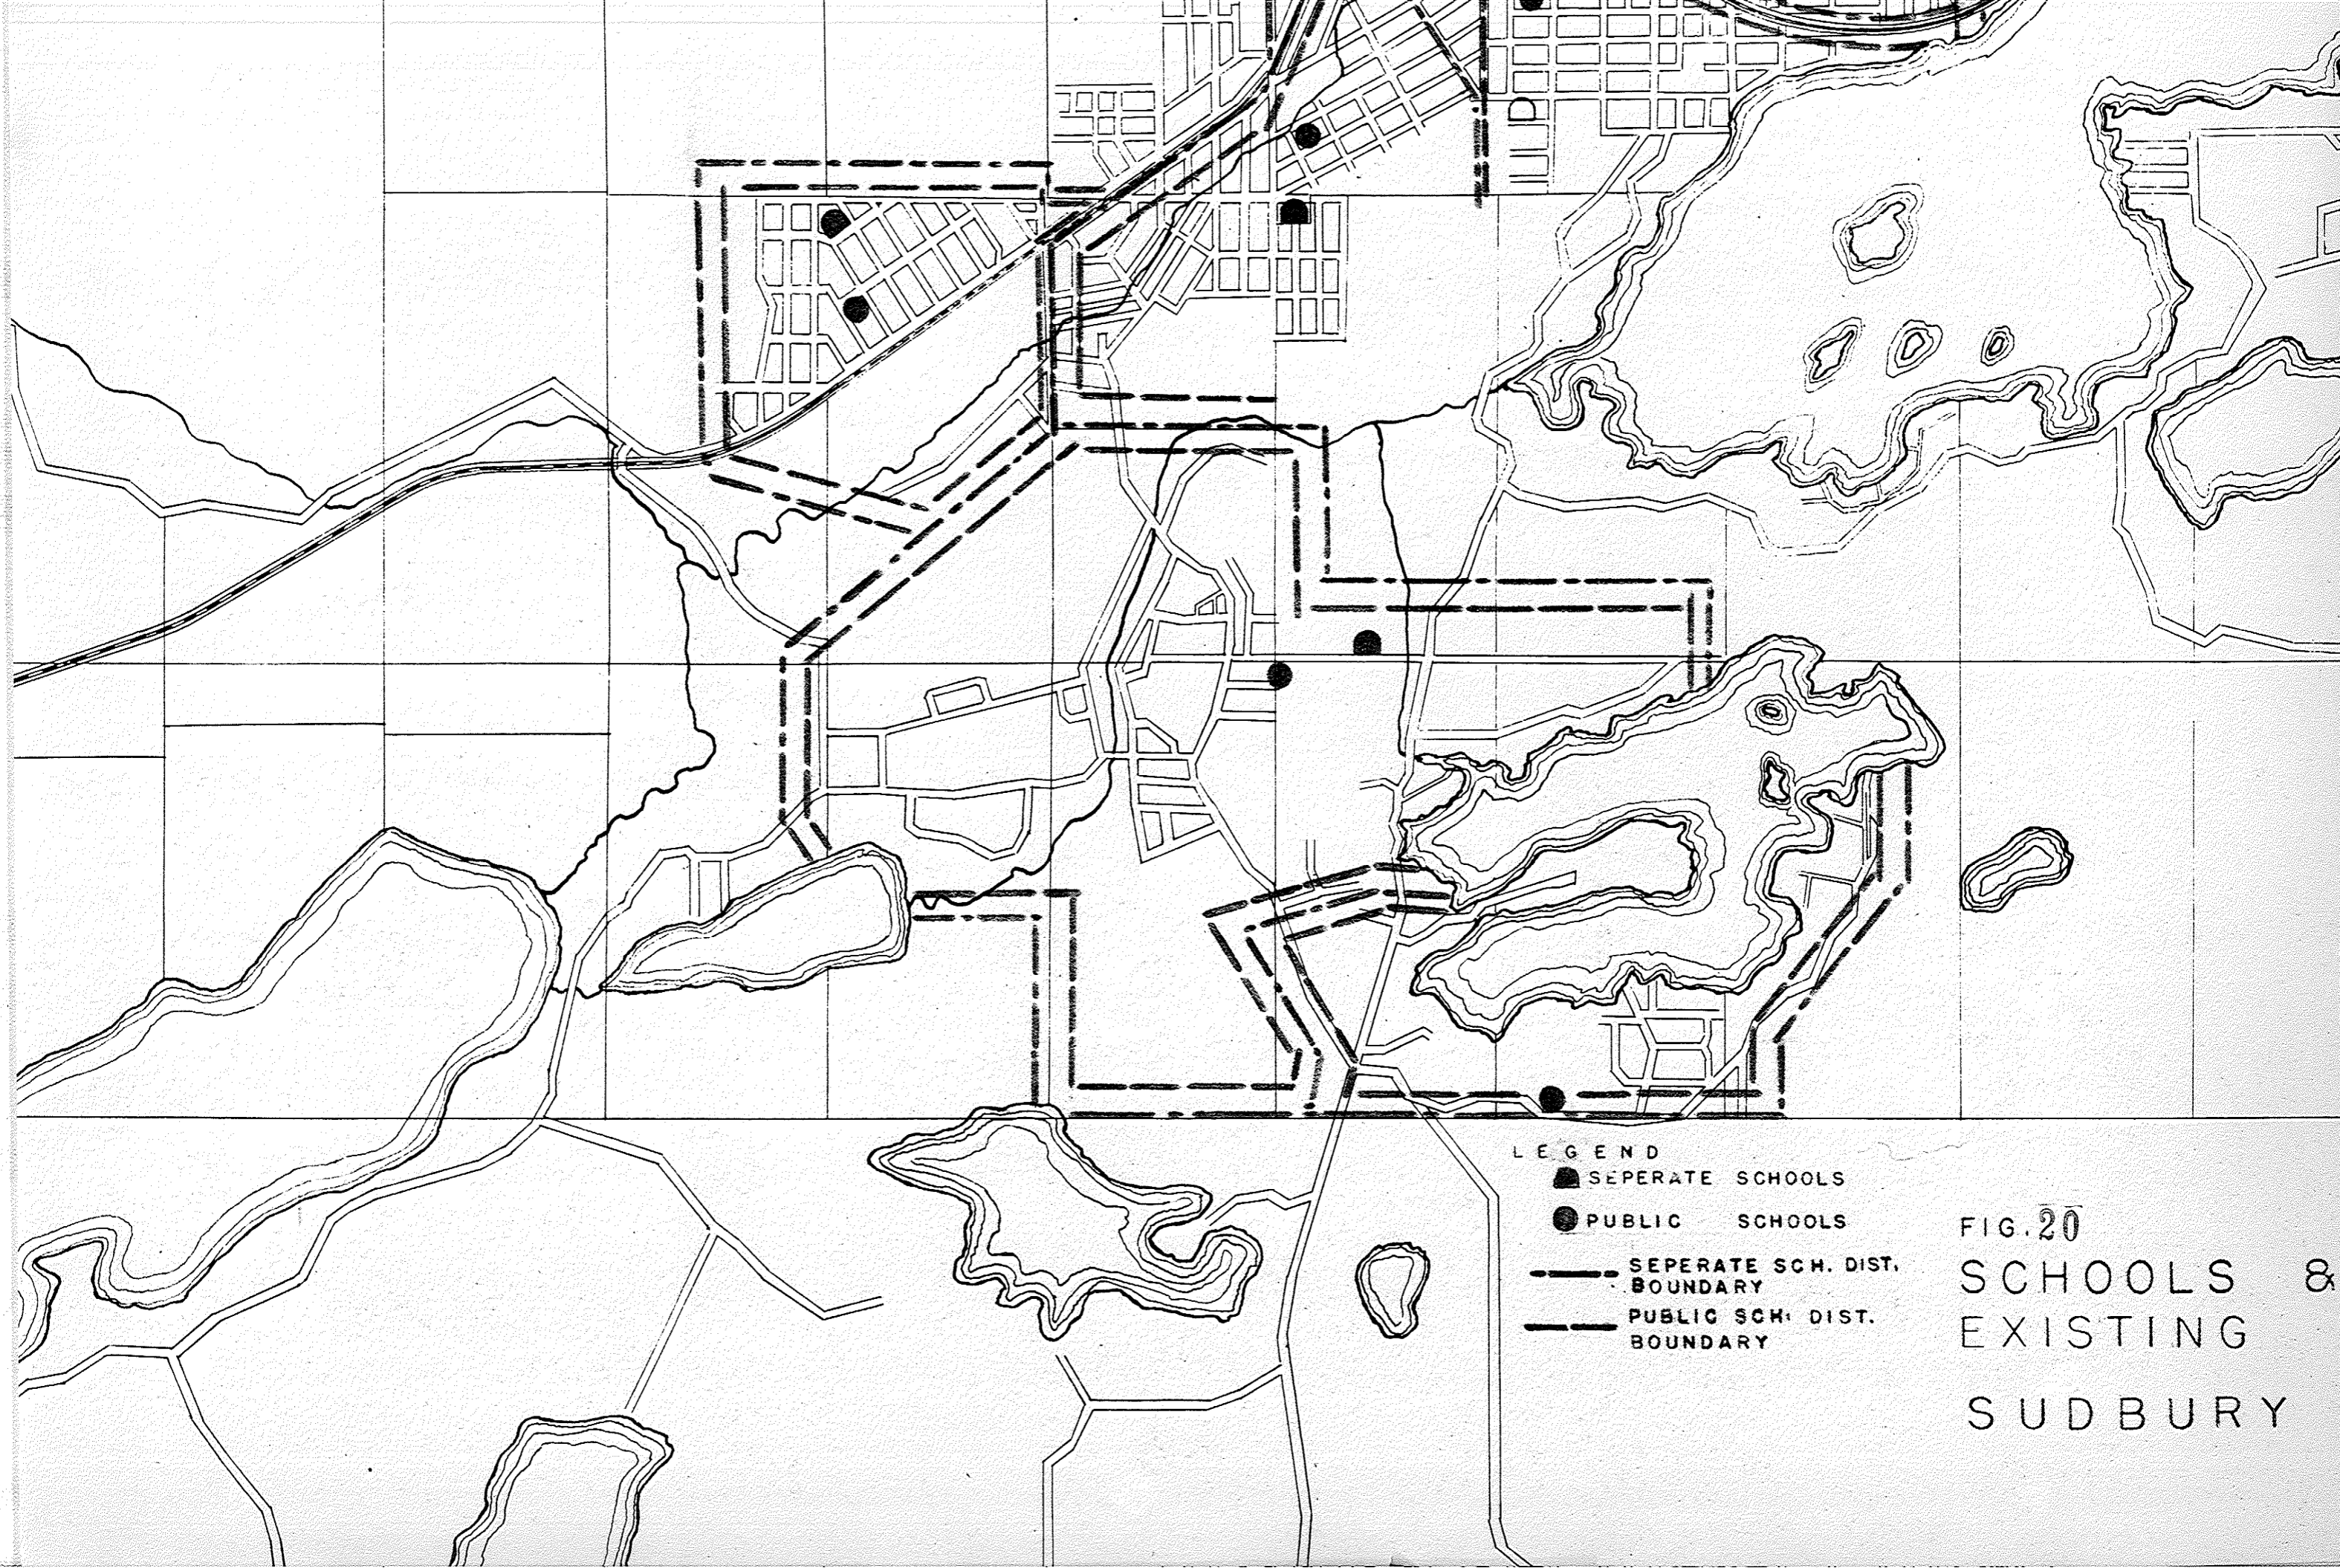 LEGEND
SEPERATE SCHOOLS
PUBLIC SCHOOLS
SEPERATE SCH. DIST.
BOUNDARY
PUBLIC SCH: DIST.
BOUNDARY
FIG. 20
SCHOOLS &
EXISTING
SUDBURY